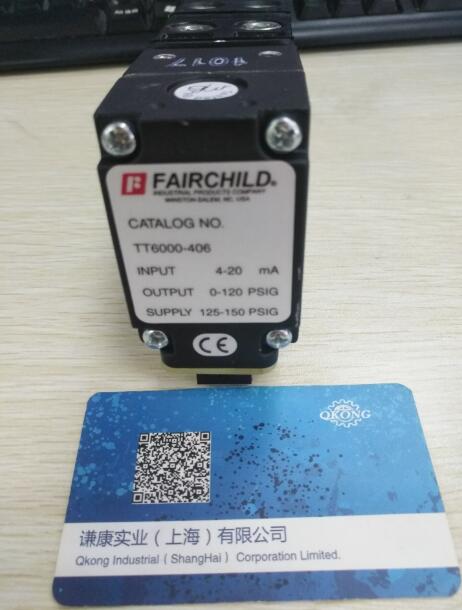 FAIRCHILD®
INDUSTRIAL PRODUCTS COMPANY
WINSTON-SALEM, NC, USA
CATALOG NO.
TT6000-406
INPUT 4-20 mA
OUTPUT 0-120 PSIG
SUPPLY 125-150 PSIG
CE
QKONG
谦康实业（上海）有限公司
Qkong Industrial（ShangHai） Corporation Limited.